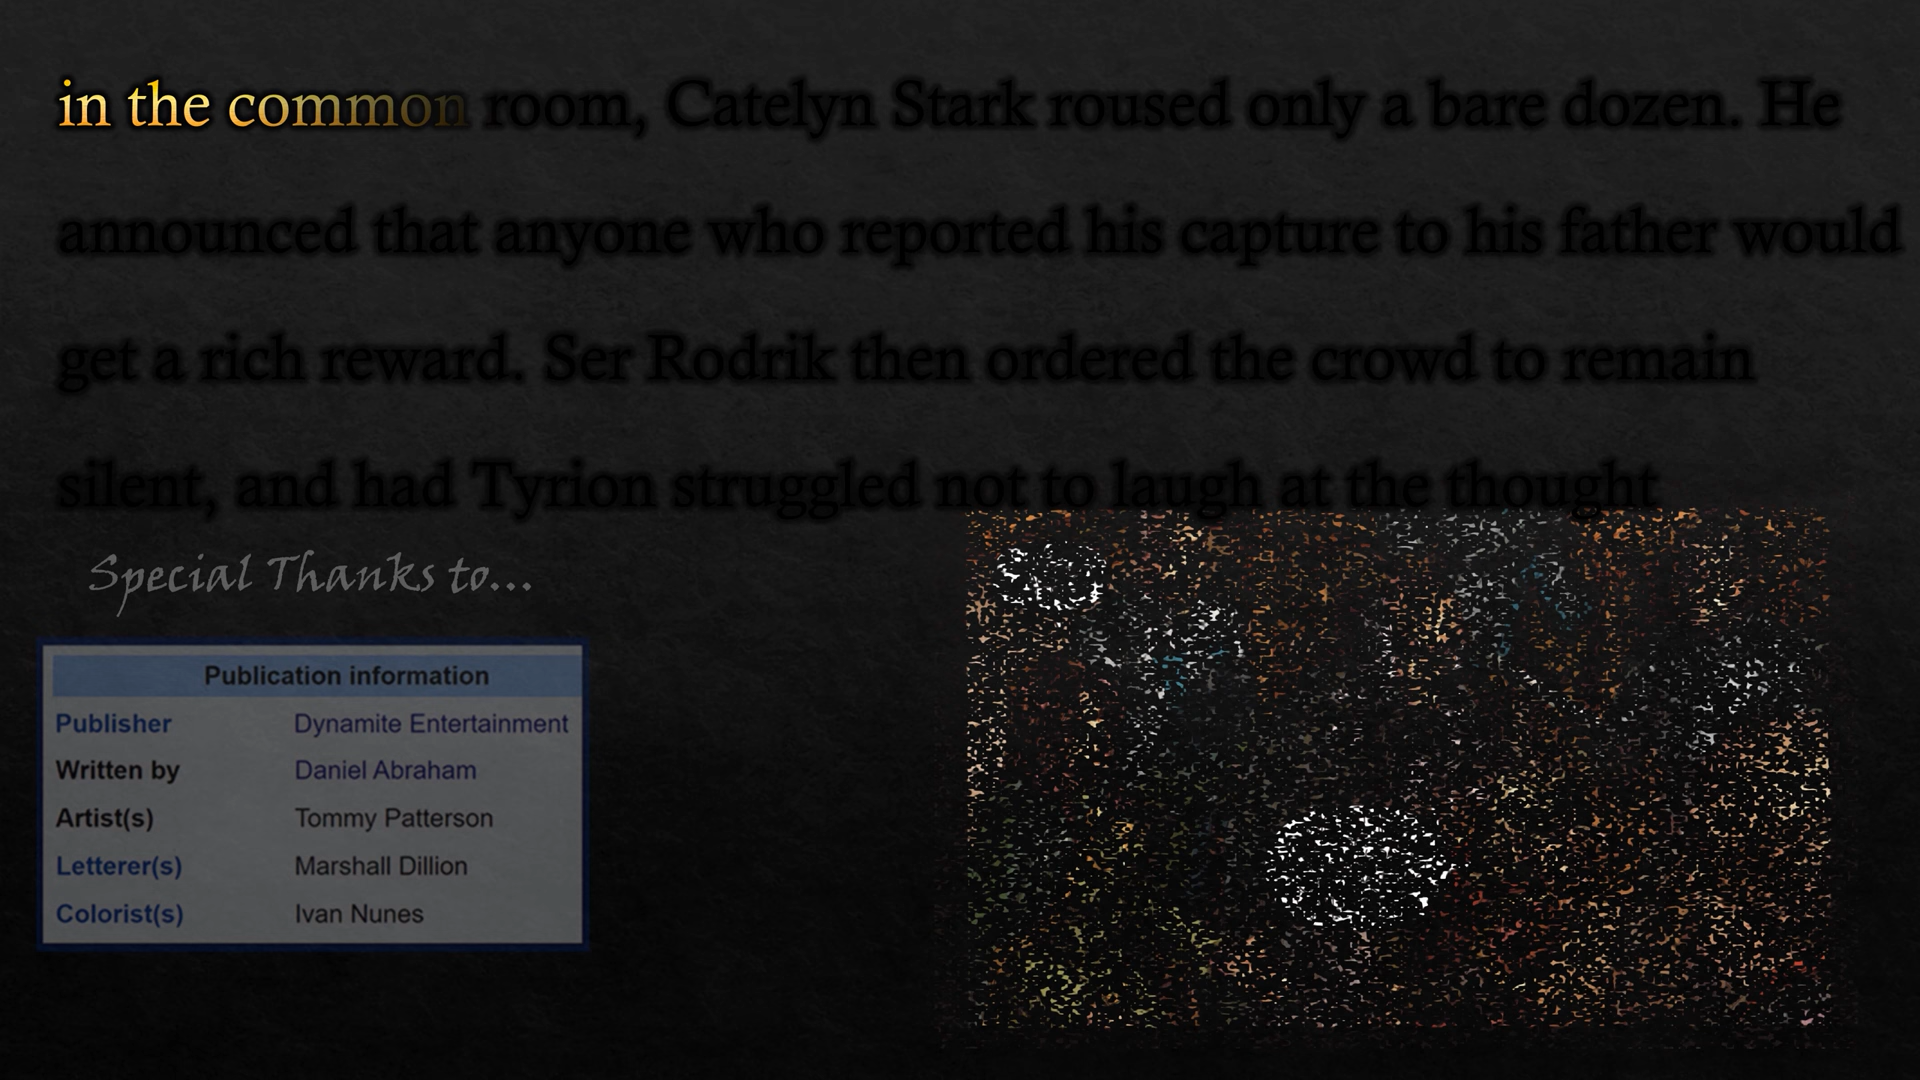 in the common room, Catelyn Stark roused only a bare dozen. He
announced that anyone who reported his capture to his father would
get a rich reward. Ser Rodrik then ordered the crowd to remain
silent, and had Tyrion struggled not to laugh at the thought
Special Thanks to...
Publication information
Publisher Dynamite Entertainment
Written by Daniel Abraham
Artist(s) Tommy Patterson
Letterer(s) Marshall Dillion
Colorist(s) Ivan Nunes